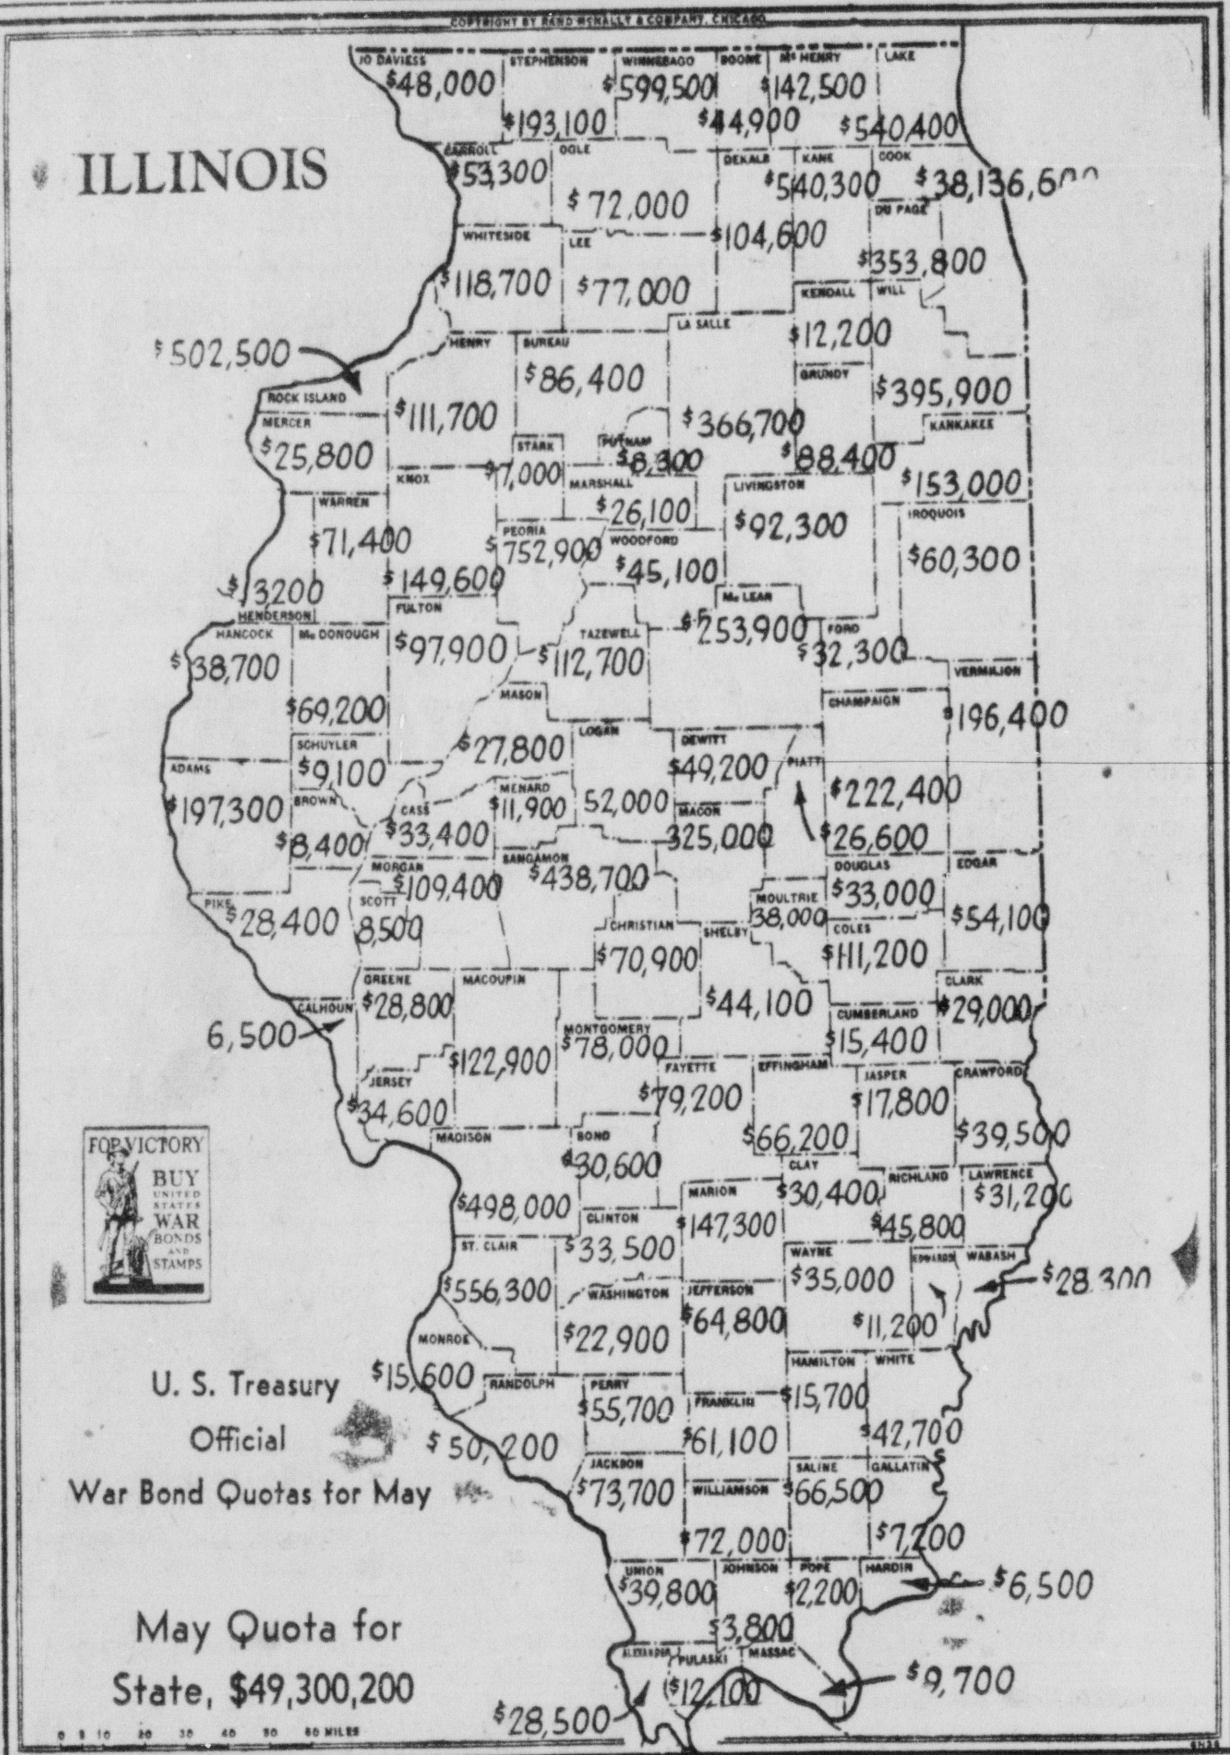 COPYRIGHT BY RAND MCNALLY & COMPANY, CHICAGO
ILLINOIS
JO DAVIESS
$48,000
STEPHENSON
$193,100
WINNEBAGO
$599,500
BOONE
$44,900
McHENRY
$142,500
LAKE
$540,400
CARROLL
$53,300
OGLE
$72,000
DEKALB
$104,600
KANE
$540,300
COOK
$38,136,600
DU PAGE
$353,800
WHITESIDE
$118,700
LEE
$77,000
KENDALL
$12,200
WILL
$395,900
LA SALLE
$366,700
$502,500
ROCK ISLAND
HENRY
$111,700
BUREAU
$86,400
GRUNDY
$88,400
MERCER
$25,800
STARK
$7,000
PUTNAM
$8,300
KANKAKEE
$153,000
KNOX
$149,600
MARSHALL
$26,100
LIVINGSTON
$92,300
WARREN
$71,400
PEORIA
$752,900
WOODFORD
$45,100
IROQUOIS
$60,300
$3200
HENDERSON
HANCOCK
$38,700
McDONOUGH
$69,200
FULTON
$97,900
TAZEWELL
$112,700
McLEAN
$253,900
FORD
$32,300
VERMILION
$196,400
MASON
$27,800
LOGAN
52,000
DEWITT
$49,200
PIATT
$26,600
CHAMPAIGN
$222,400
SCHUYLER
$9,100
ADAMS
$197,300
BROWN
$8,400
CASS
$33,400
MENARD
$11,900
MACON
325,000
MORGAN
$109,400
SANGAMON
$438,700
DOUGLAS
$33,000
EDGAR
$54,100
PIKE
$28,400
SCOTT
8,500
CHRISTIAN
$70,900
SHELBY
$44,100
MOULTRIE
38,000
COLES
$111,200
GREENE
$28,800
MACOUPIN
$122,900
CLARK
$29,000
CALHOUN
6,500
MONTGOMERY
$78,000
CUMBERLAND
$15,400
JERSEY
$34,600
FAYETTE
$79,200
EFFINGHAM
$66,200
JASPER
$17,800
CRAWFORD
$39,500
MADISON
$498,000
BOND
$30,600
CLAY
$30,400
RICHLAND
$45,800
LAWRENCE
$31,200
MARION
$147,300
CLINTON
$33,500
ST. CLAIR
$556,300
WAYNE
$35,000
EDWARDS
$11,200
WABASH
$28,300
WASHINGTON
$22,900
JEFFERSON
$64,800
MONROE
$15,600
RANDOLPH
$50,200
PERRY
$55,700
HAMILTON
$15,700
WHITE
$42,700
FRANKLIN
$61,100
JACKSON
$73,700
WILLIAMSON
$72,000
SALINE
$66,500
GALLATIN
$7,200
UNION
$39,800
JOHNSON
$3,800
POPE
$2,200
HARDIN
$6,500
ALEXANDER
$28,500
PULASKI
$12,100
MASSAC
$9,700
FOR VICTORY
BUY
UNITED
STATES
WAR
BONDS
AND
STAMPS
U. S. Treasury
Official
War Bond Quotas for May
May Quota for
State, $49,300,200
0 5 10 20 30 40 50 60 MILES